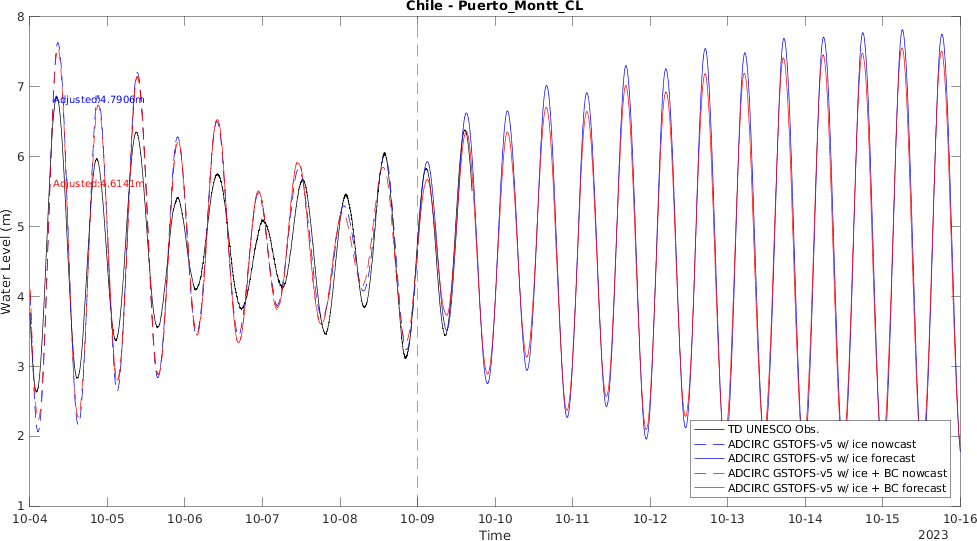 Chile - Puerto_Montt_CL
8
7
6
5
4
3
2
1
Water Level (m)
Adjusted:4.7906m
Adjusted:4.6141m
TD UNESCO Obs.
ADCIRC GSTOFS-v5 w/ ice nowcast
ADCIRC GSTOFS-v5 w/ ice forecast
ADCIRC GSTOFS-v5 w/ ice + BC nowcast
ADCIRC GSTOFS-v5 w/ ice + BC forecast
10-04 10-05 10-06 10-07 10-08 10-09 10-10 10-11 10-12 10-13 10-14 10-15 10-16
Time
2023